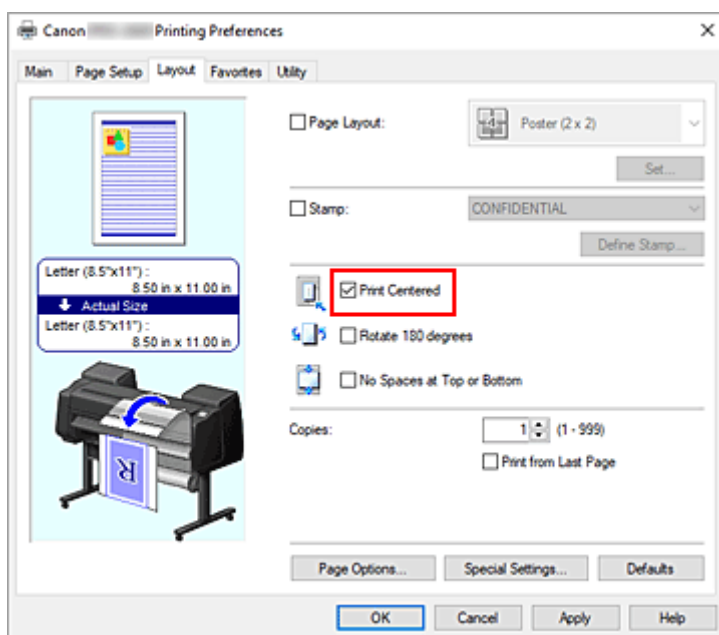 Canon Printing Preferences
Main Page Setup Layout Favorites Utility
Page Layout: Poster (2 x 2)
Set...
Stamp: CONFIDENTIAL
Define Stamp...
Letter (8.5"x11") :
8.50 in x 11.00 in
Actual Size
Letter (8.5"x11") :
8.50 in x 11.00 in
Print Centered
Rotate 180 degrees
No Spaces at Top or Bottom
Copies: 1 (1 - 999)
Print from Last Page
R
Page Options... Special Settings... Defaults
OK Cancel Apply Help